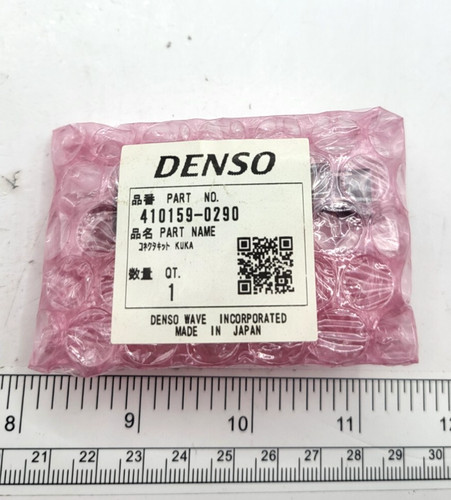 DENSO
品番 PART NO.
410159-0290
品名 PART NAME
コネクタキット KUKA
数量 QT.
1
DENSO WAVE INCORPORATED
MADE IN JAPAN
8 9 10 11 12
21 22 23 24 25 26 27 28 29 30